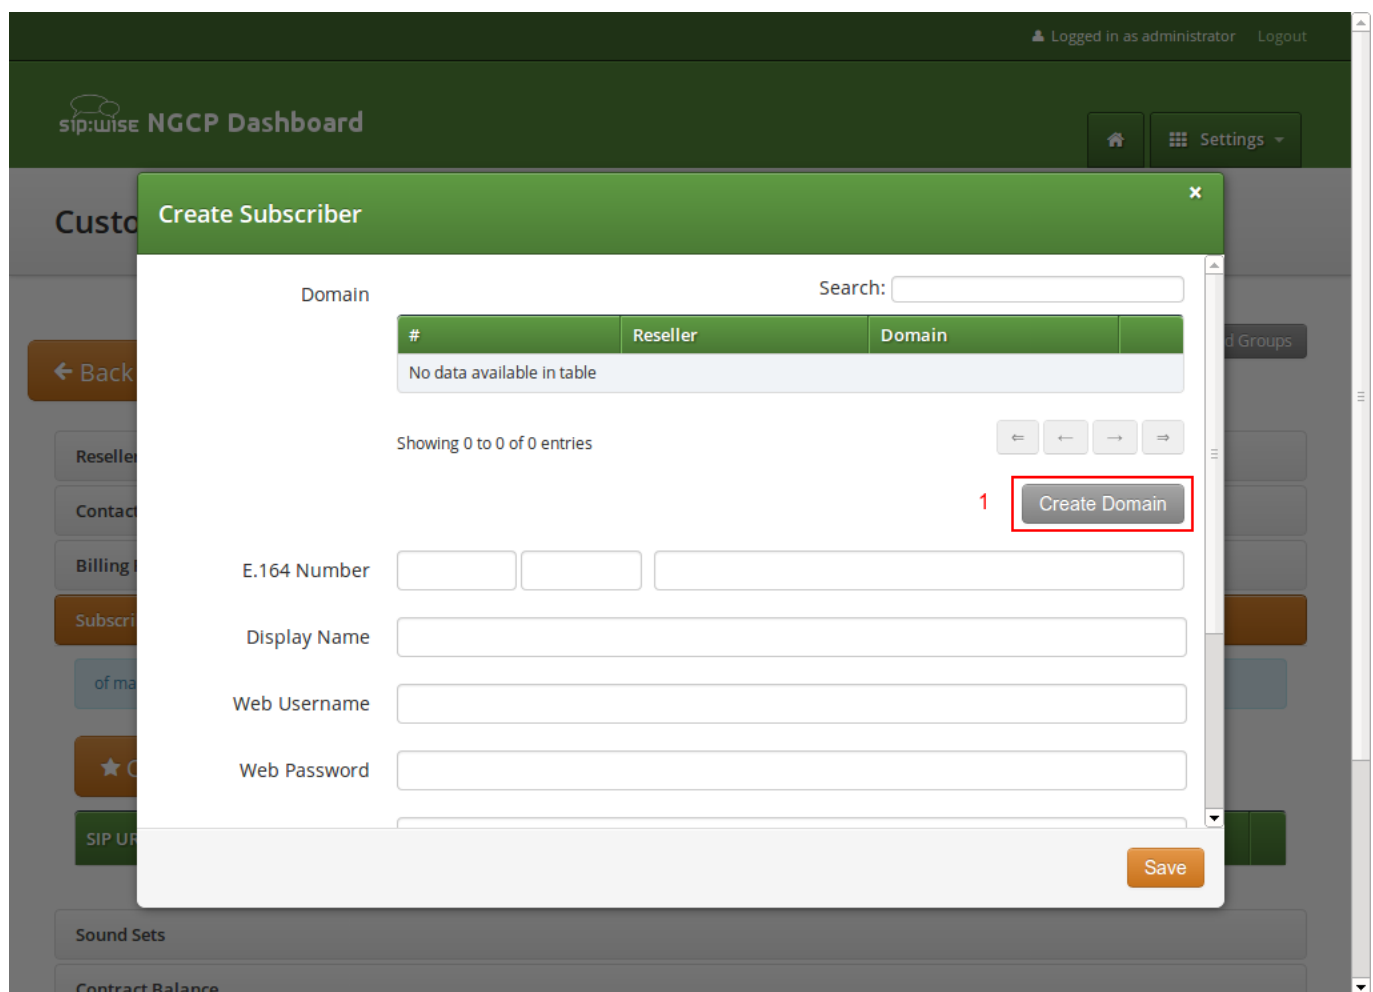 Logged in as administrator Logout
sip:wise NGCP Dashboard
Settings
Custo
Create Subscriber
×
Domain
Search:
# Reseller Domain
No data available in table
d Groups
Back
Showing 0 to 0 of 0 entries
⇐ ← → ⇒
Reseller
1 Create Domain
Contact
Billing
E.164 Number
Subscri
Display Name
of ma
Web Username
Web Password
SIP UR
Save
Sound Sets
Contract Balance